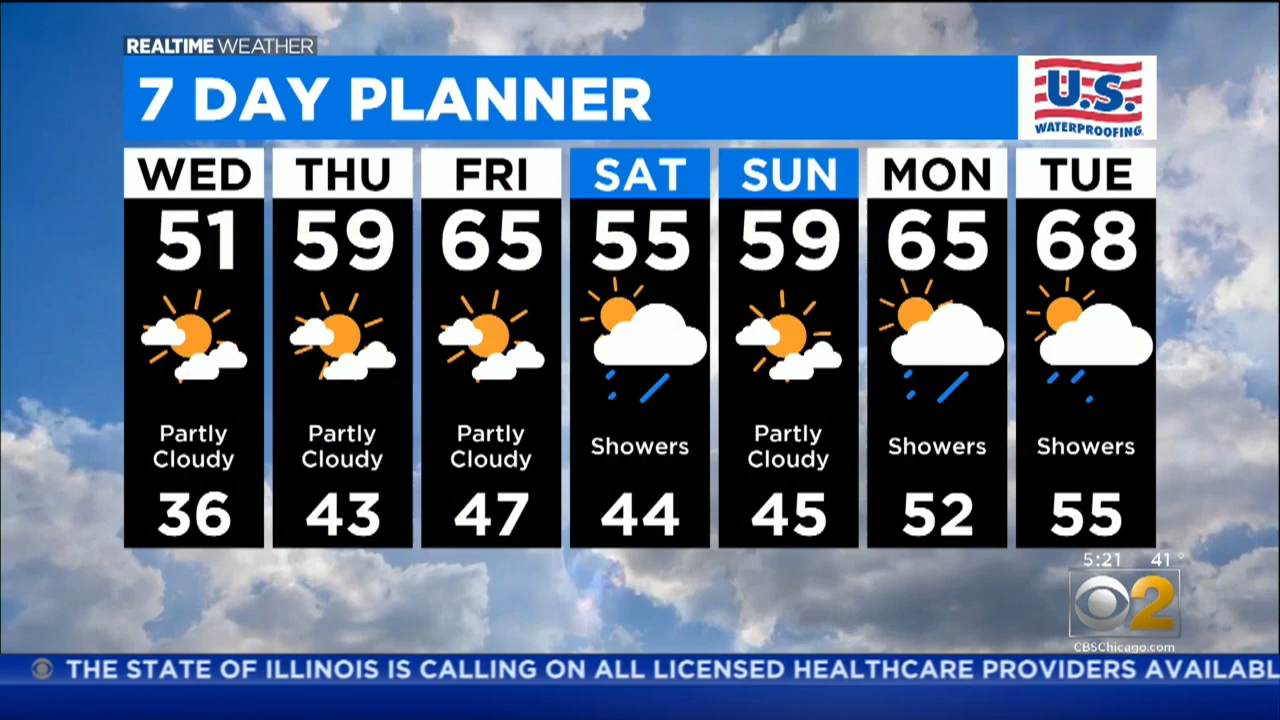 REALTIME WEATHER
7 DAY PLANNER
U.S.
WATERPROOFING
WED THU FRI SAT SUN MON TUE
51 59 65 55 59 65 68
Partly Cloudy Partly Cloudy Partly Cloudy Showers Partly Cloudy Showers Showers
36 43 47 44 45 52 55
5:21 41°
2
CBSChicago.com
THE STATE OF ILLINOIS IS CALLING ON ALL LICENSED HEALTHCARE PROVIDERS AVAILABL